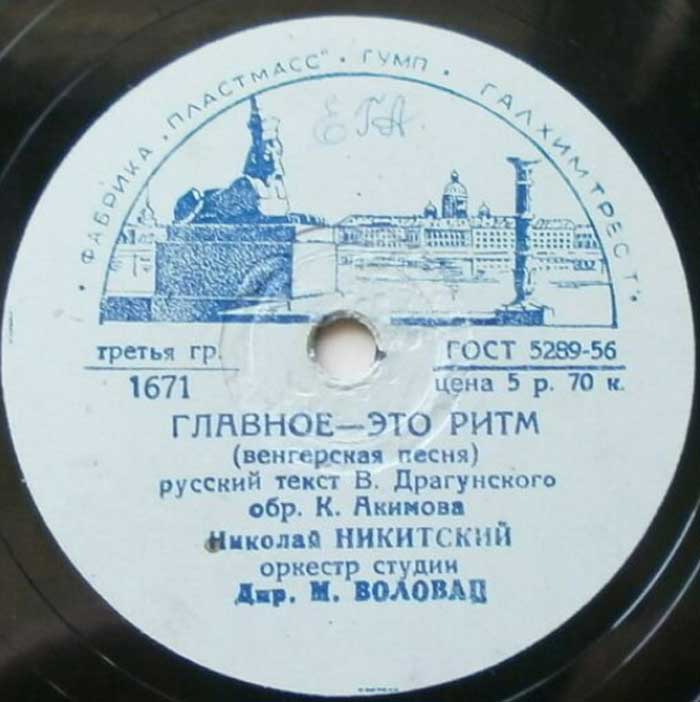 ФАБРИКА „ПЛАСТМАСС" · ГУМП · ГАЛХИМТРЕСТ"
ЕГА
третья гр.
1671
ГОСТ 5289-56
цена 5 р. 70 к.
ГЛАВНОЕ—ЭТО РИТМ
(венгерская песня)
русский текст В. Драгунского
обр. К. Акимова
Николай НИКИТСКИЙ
оркестр студии
Дир. М. ВОЛОВАЦ